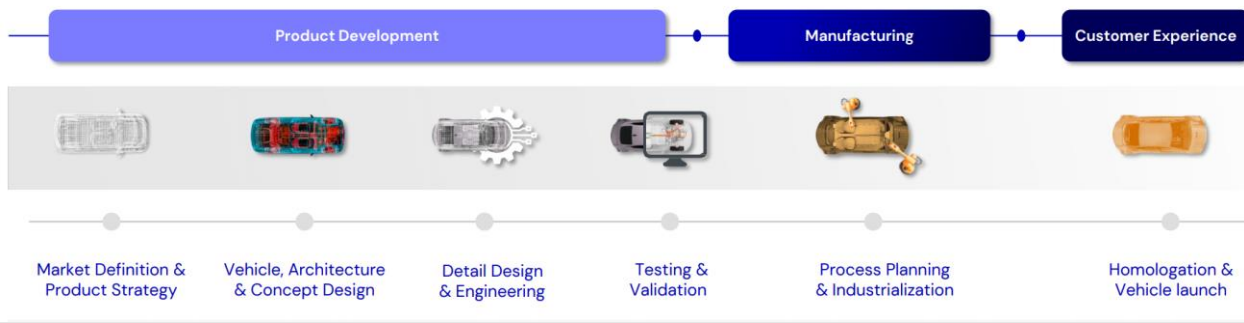 Product Development
Manufacturing
Customer Experience
Market Definition &
Product Strategy
Vehicle, Architecture
& Concept Design
Detail Design
& Engineering
Testing &
Validation
Process Planning
& Industrialization
Homologation &
Vehicle launch